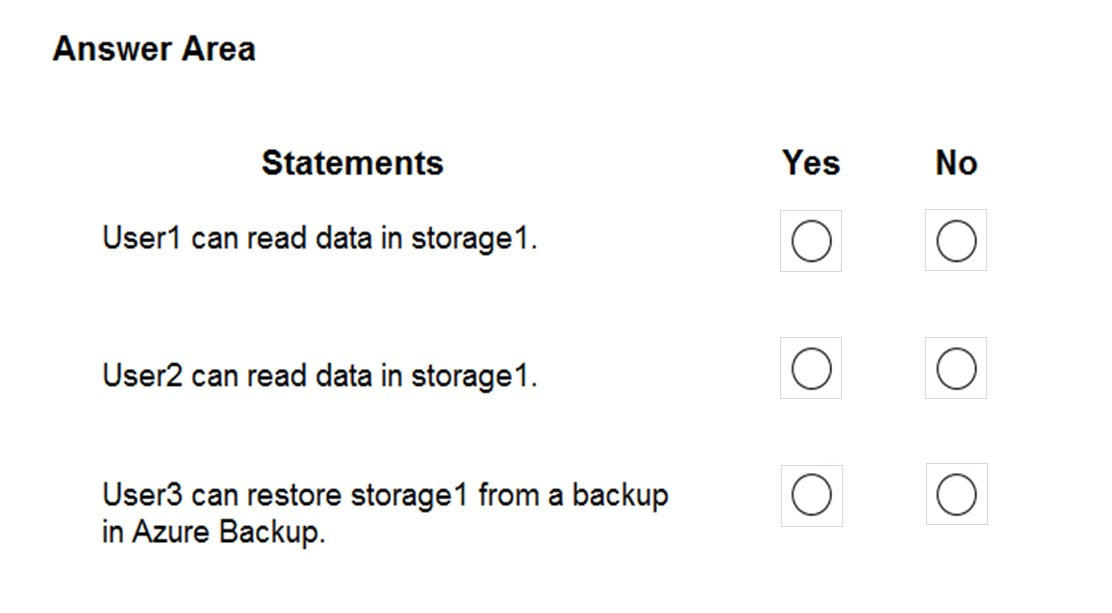 Answer Area
Statements Yes No
User1 can read data in storage1.
User2 can read data in storage1.
User3 can restore storage1 from a backup
in Azure Backup.